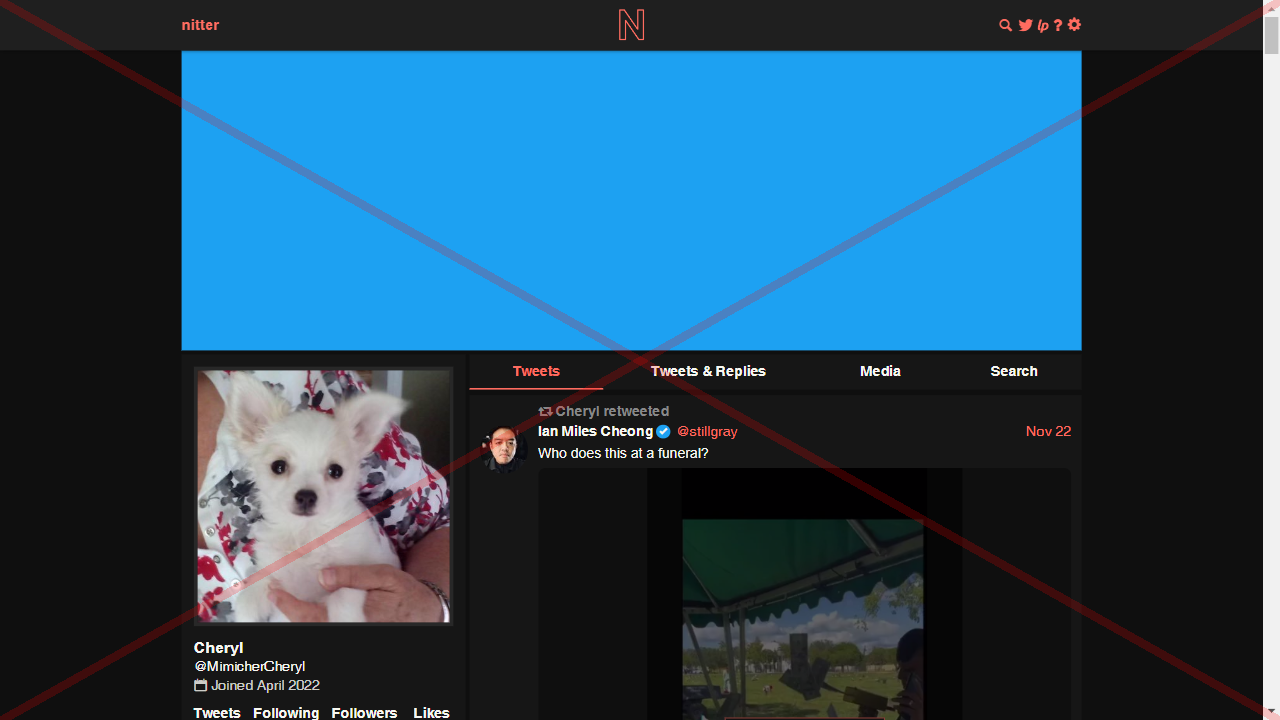 nitter
N
lp ?
Tweets Tweets & Replies Media Search
Cheryl retweeted
Ian Miles Cheong @stillgray Nov 22
Who does this at a funeral?
Cheryl
@MimicherCheryl
Joined April 2022
Tweets Following Followers Likes